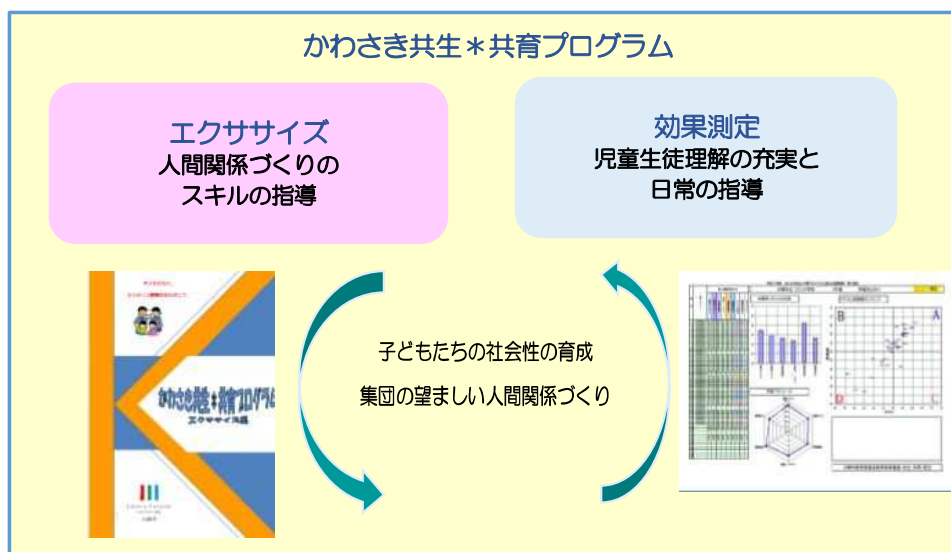 かわさき共生＊共育プログラム
エクササイズ
人間関係づくりの
スキルの指導
効果測定
児童生徒理解の充実と
日常の指導
子どもたちの社会性の育成
集団の望ましい人間関係づくり
かわさき共生＊共育プログラム
エクササイズ編
B
A
D
C